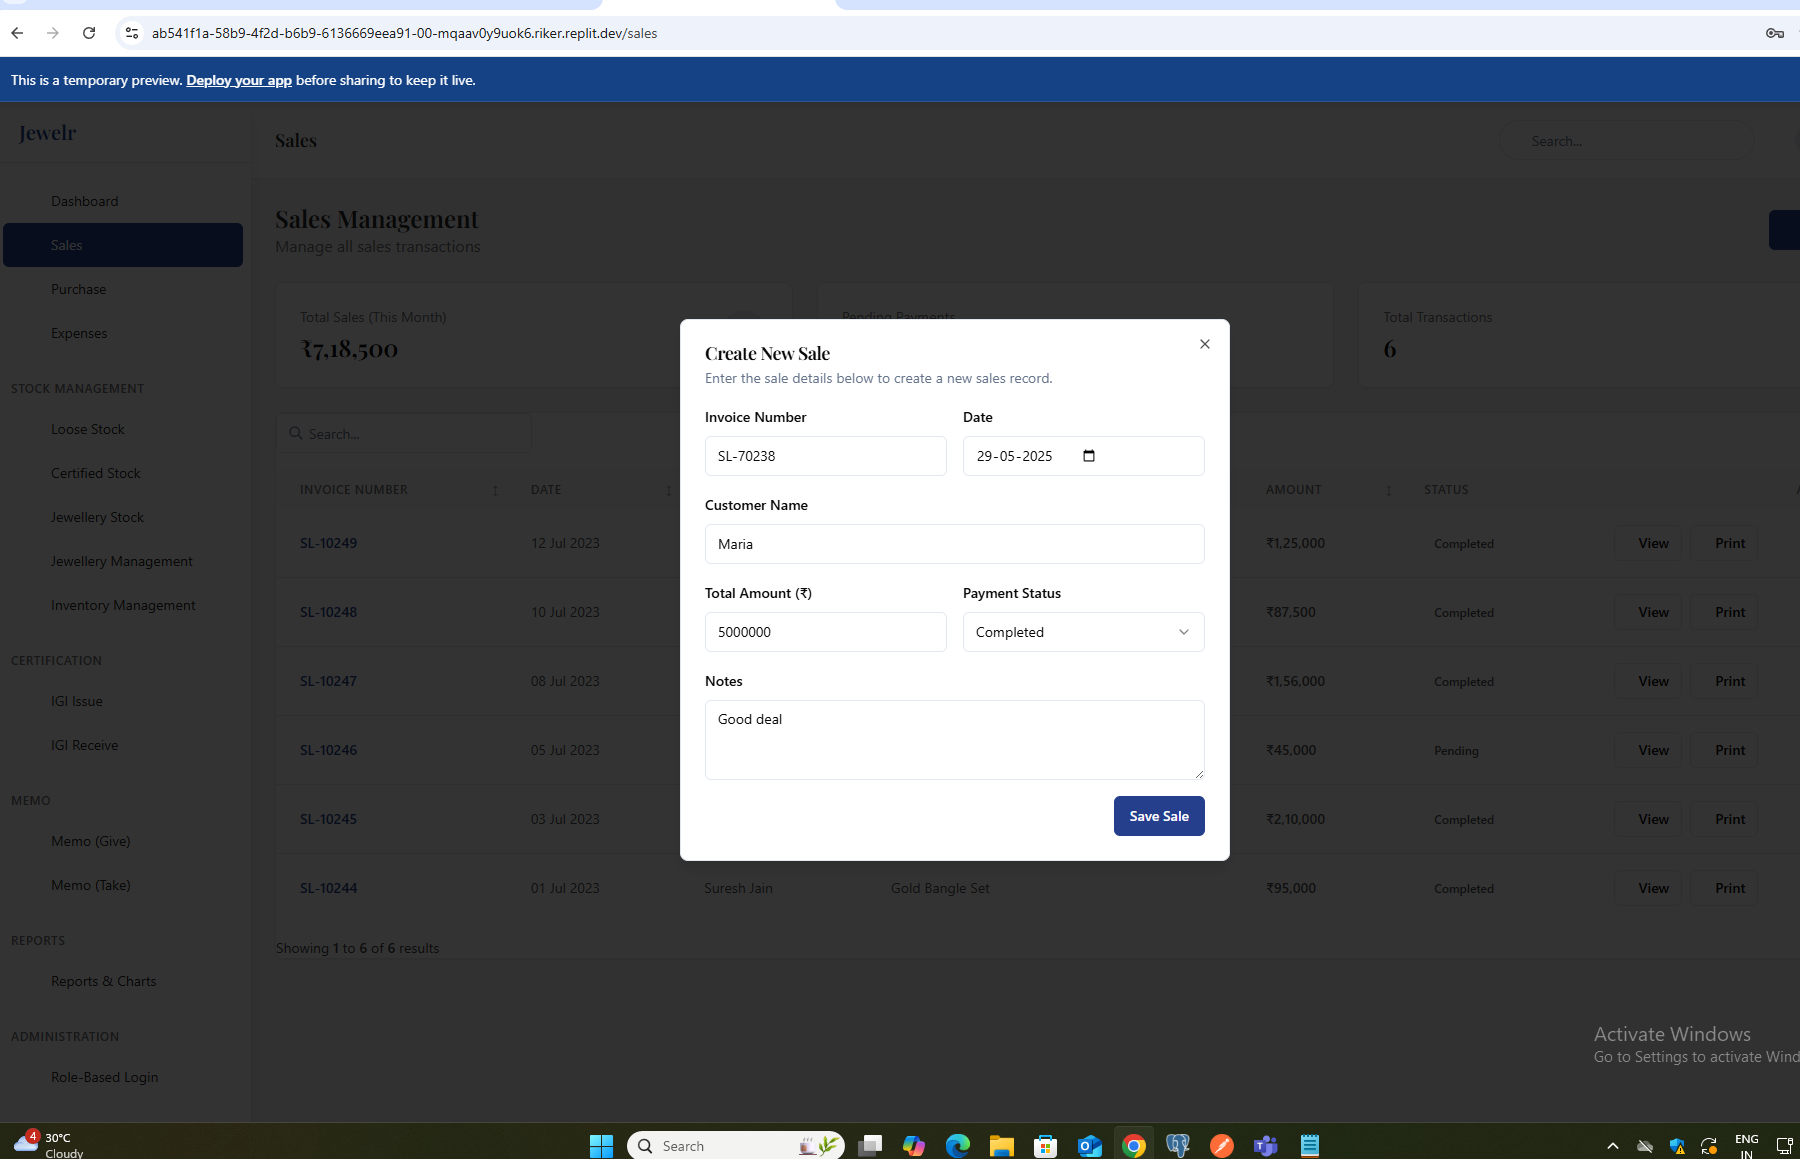 ab541f1a-58b9-4f2d-b6b9-6136669eea91-00-mqaav0y9uok6.riker.replit.dev/sales
This is a temporary preview. Deploy your app before sharing to keep it live.
Jewelr
Sales
Search...
Dashboard
Sales
Purchase
Expenses
STOCK MANAGEMENT
Loose Stock
Certified Stock
Jewellery Stock
Jewellery Management
Inventory Management
CERTIFICATION
IGI Issue
IGI Receive
MEMO
Memo (Give)
Memo (Take)
REPORTS
Reports & Charts
ADMINISTRATION
Role-Based Login
Sales Management
Manage all sales transactions
Total Sales (This Month)
₹7,18,500
Pending Payments
Total Transactions
6
Search...
INVOICE NUMBER DATE AMOUNT STATUS
SL-10249 12 Jul 2023 ₹1,25,000 Completed View Print
SL-10248 10 Jul 2023 ₹87,500 Completed View Print
SL-10247 08 Jul 2023 ₹1,56,000 Completed View Print
SL-10246 05 Jul 2023 ₹45,000 Pending View Print
SL-10245 03 Jul 2023 ₹2,10,000 Completed View Print
SL-10244 01 Jul 2023 Suresh Jain Gold Bangle Set ₹95,000 Completed View Print
Showing 1 to 6 of 6 results
Create New Sale
Enter the sale details below to create a new sales record.
Invoice Number Date
SL-70238 29-05-2025
Customer Name
Maria
Total Amount (₹) Payment Status
5000000 Completed
Notes
Good deal
Save Sale
Activate Windows
Go to Settings to activate Wind
4
30°C
Cloudy
Search
ENG
IN